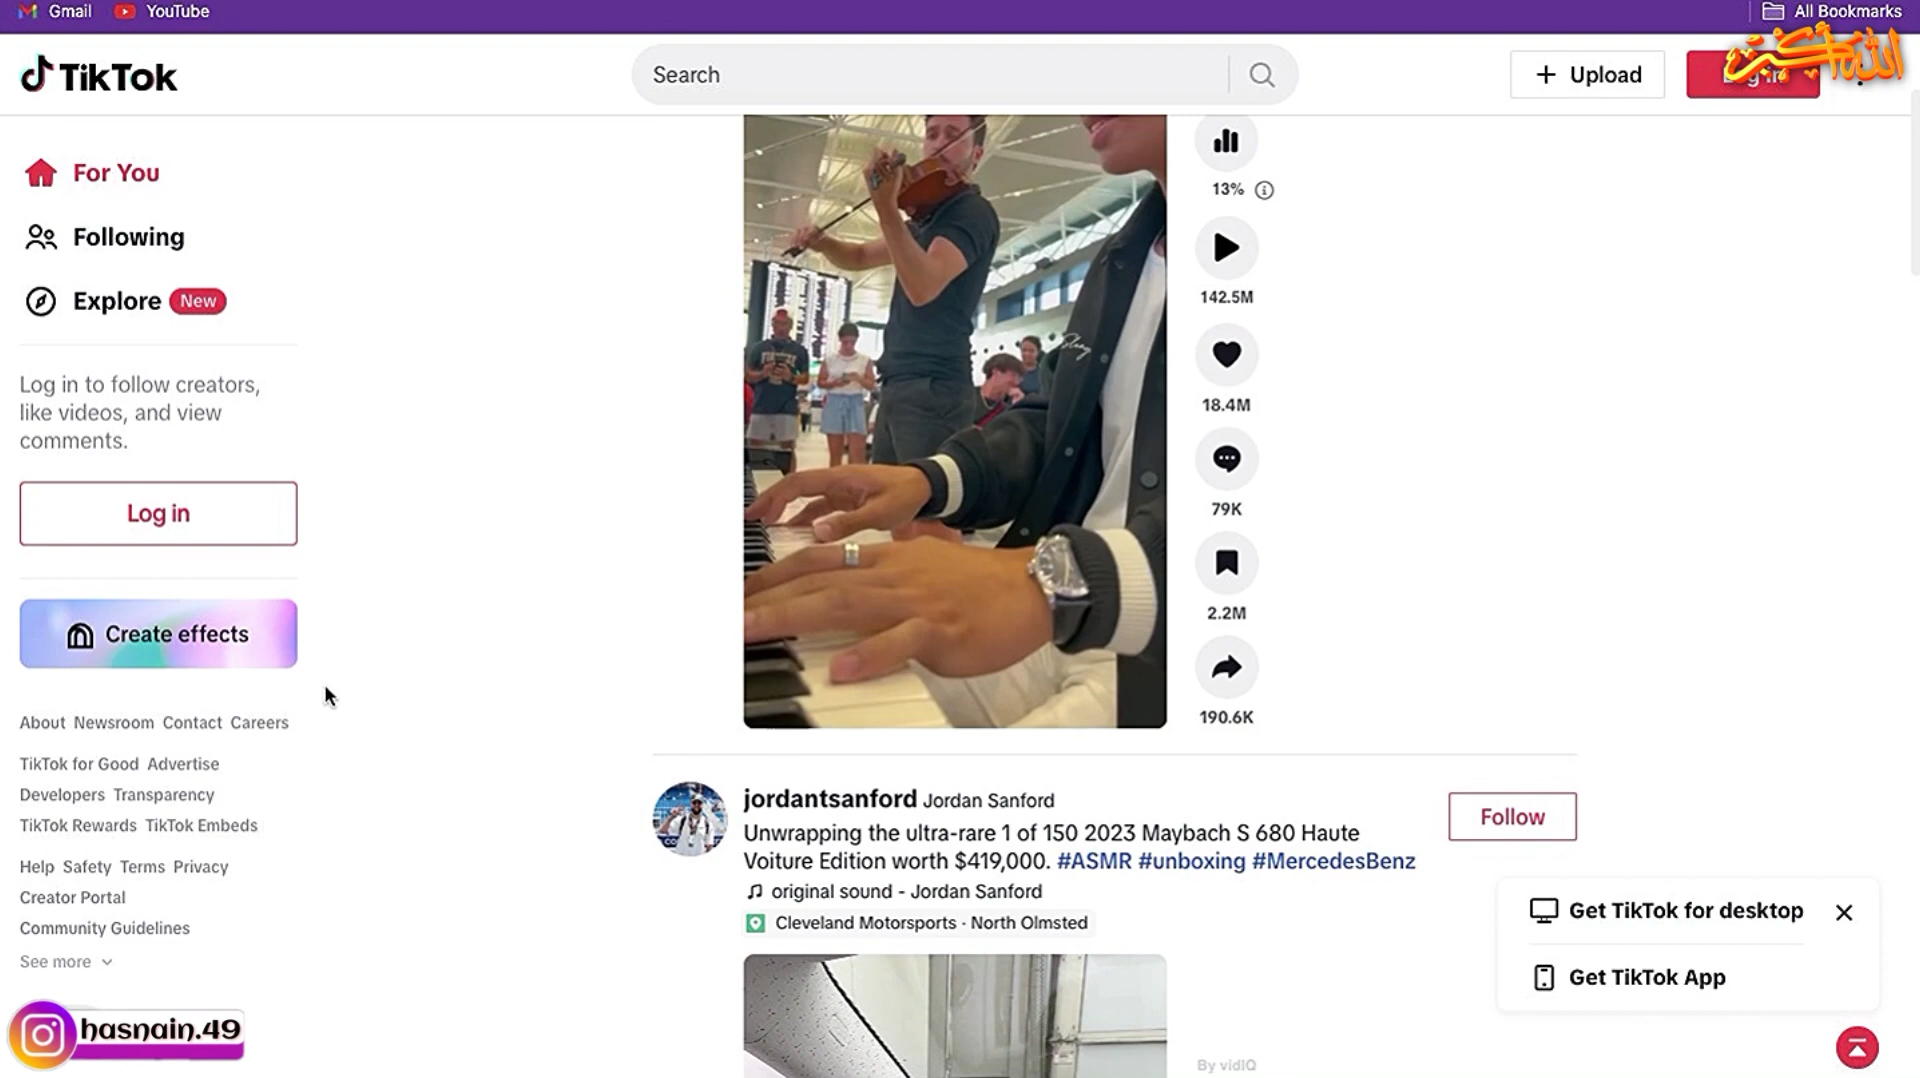 Gmail
YouTube
All Bookmarks
TikTok
Search
Upload
الله أكبر
For You
Following
Explore New
Log in to follow creators,
like videos, and view
comments.
Log in
Create effects
About Newsroom Contact Careers
TikTok for Good Advertise
Developers Transparency
TikTok Rewards TikTok Embeds
Help Safety Terms Privacy
Creator Portal
Community Guidelines
See more
hasnain.49
13%
142.5M
18.4M
79K
2.2M
190.6K
jordantsanford Jordan Sanford
Follow
Unwrapping the ultra-rare 1 of 150 2023 Maybach S 680 Haute
Voiture Edition worth $419,000. #ASMR #unboxing #MercedesBenz
original sound - Jordan Sanford
Cleveland Motorsports · North Olmsted
Get TikTok for desktop
Get TikTok App
By vidIQ